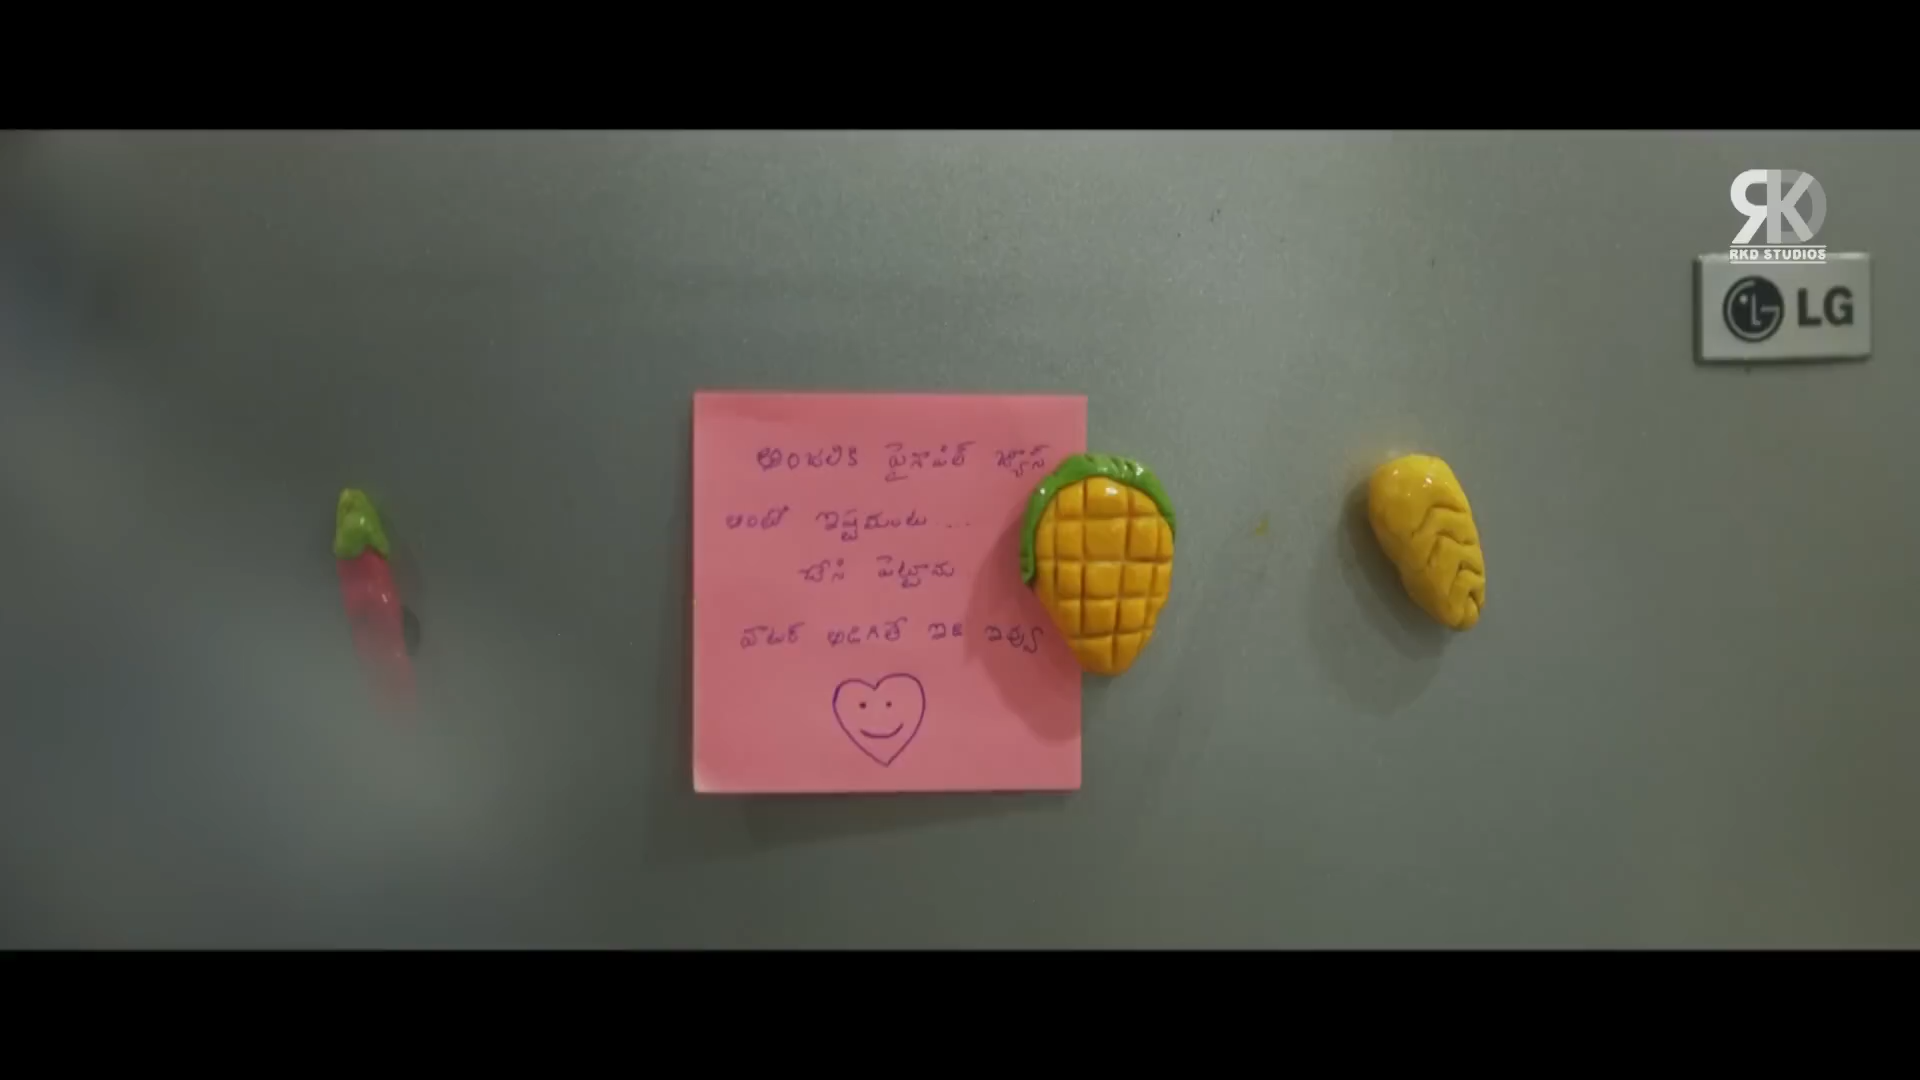 RKD STUDIOS
LG
అంజలికి పైనాపిల్ జ్యూస్
అంటే ఇష్టమంట ...
చేసి పెట్టాను
వాటర్ అడిగితే ఇది ఇవ్వు